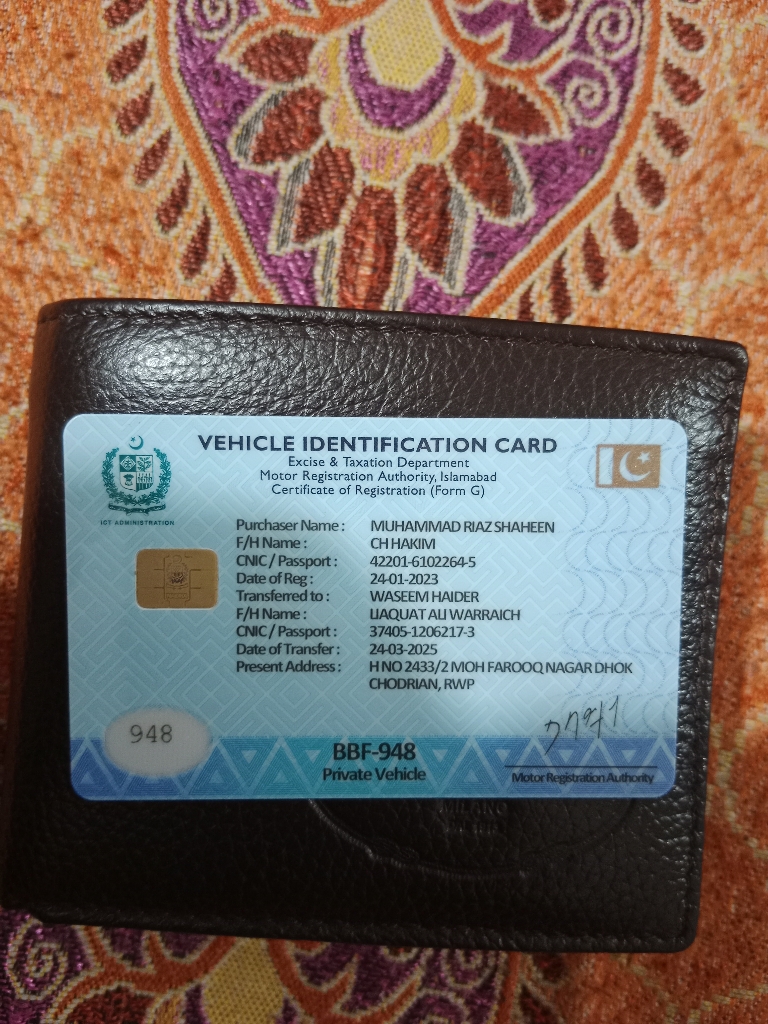 VEHICLE IDENTIFICATION CARD
Excise & Taxation Department
Motor Registration Authority, Islamabad
Certificate of Registration (Form G)
ICT ADMINISTRATION
Purchaser Name : MUHAMMAD RIAZ SHAHEEN
F/H Name : CH HAKIM
CNIC / Passport : 42201-6102264-5
Date of Reg : 24-01-2023
Transferred to : WASEEM HAIDER
F/H Name : LIAQUAT ALI WARRAICH
CNIC / Passport : 37405-1206217-3
Date of Transfer : 24-03-2025
Present Address : H NO 2433/2 MOH FAROOQ NAGAR DHOK
CHODRIAN, RWP
948
BBF-948
Private Vehicle
Motor Registration Authority
MILANO